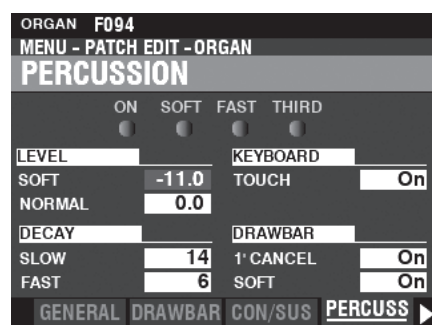 ORGAN F094
MENU - PATCH EDIT - ORGAN
PERCUSSION
ON SOFT FAST THIRD
LEVEL
SOFT -11.0
NORMAL 0.0
KEYBOARD
TOUCH On
DECAY
SLOW 14
FAST 6
DRAWBAR
1' CANCEL On
SOFT On
GENERAL DRAWBAR CON/SUS PERCUSS